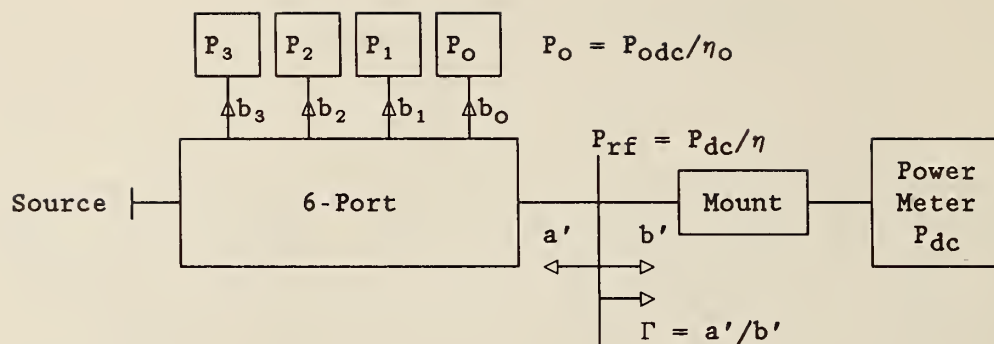 P3 P2 P1 Po Po = Podc/ηo
b3 b2 b1 bo
Prf = Pdc/η
Source
6-Port
Mount
Power
Meter
Pdc
a' b'
Γ = a'/b'